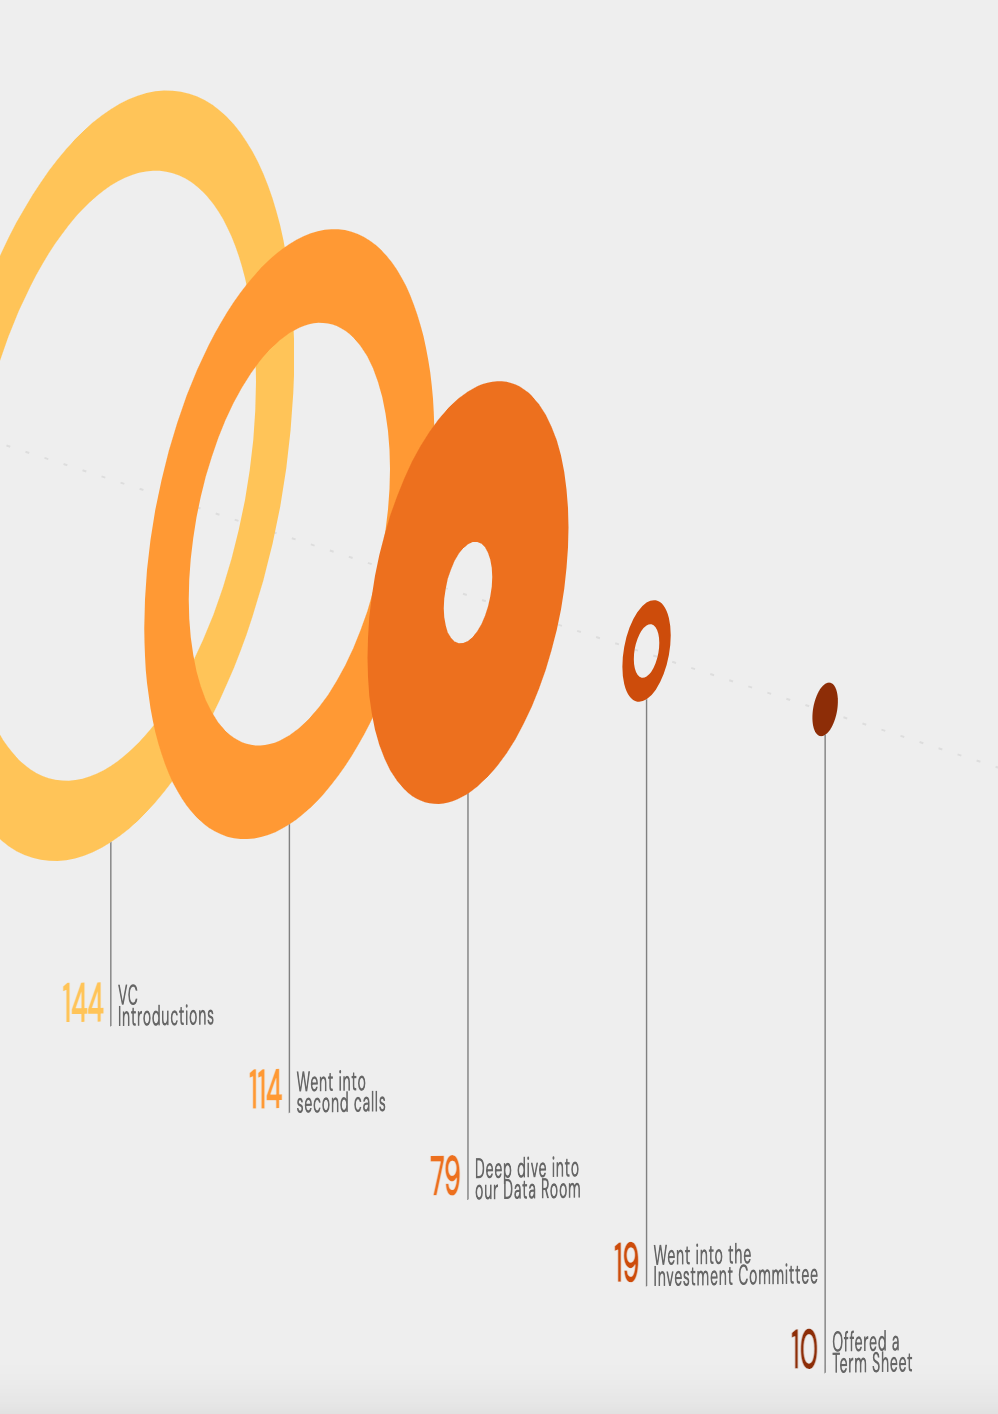 144
VC
Introductions
114
Went into
second calls
79
Deep dive into
our Data Room
19
Went into the
Investment Committee
10
Offered a
Term Sheet